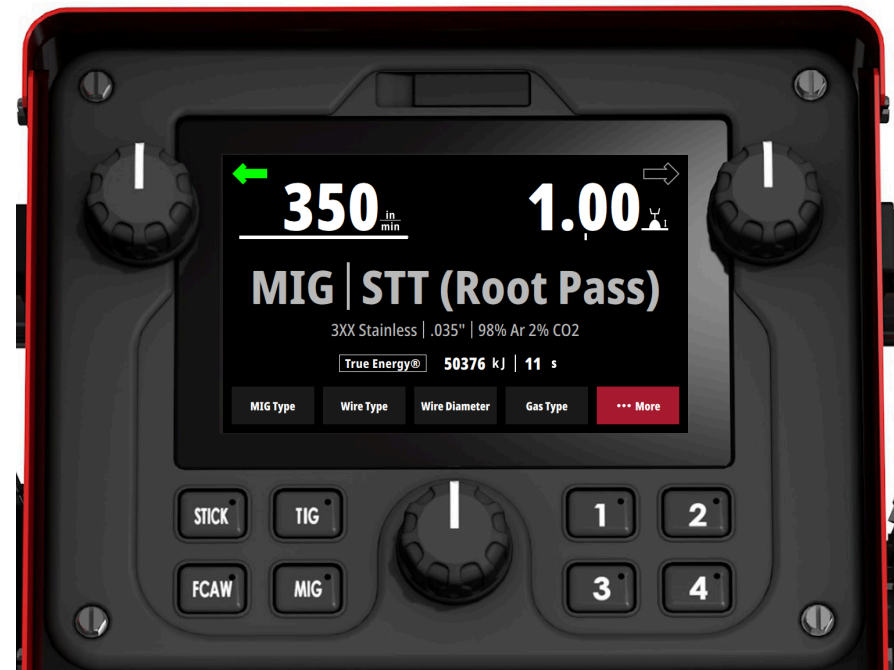 350 in/min 1.00
MIG | STT (Root Pass)
3XX Stainless | .035" | 98% Ar 2% CO2
True Energy® 50376 kJ | 11 s
MIG Type Wire Type Wire Diameter Gas Type ••• More
STICK TIG 1 2
FCAW MIG 3 4